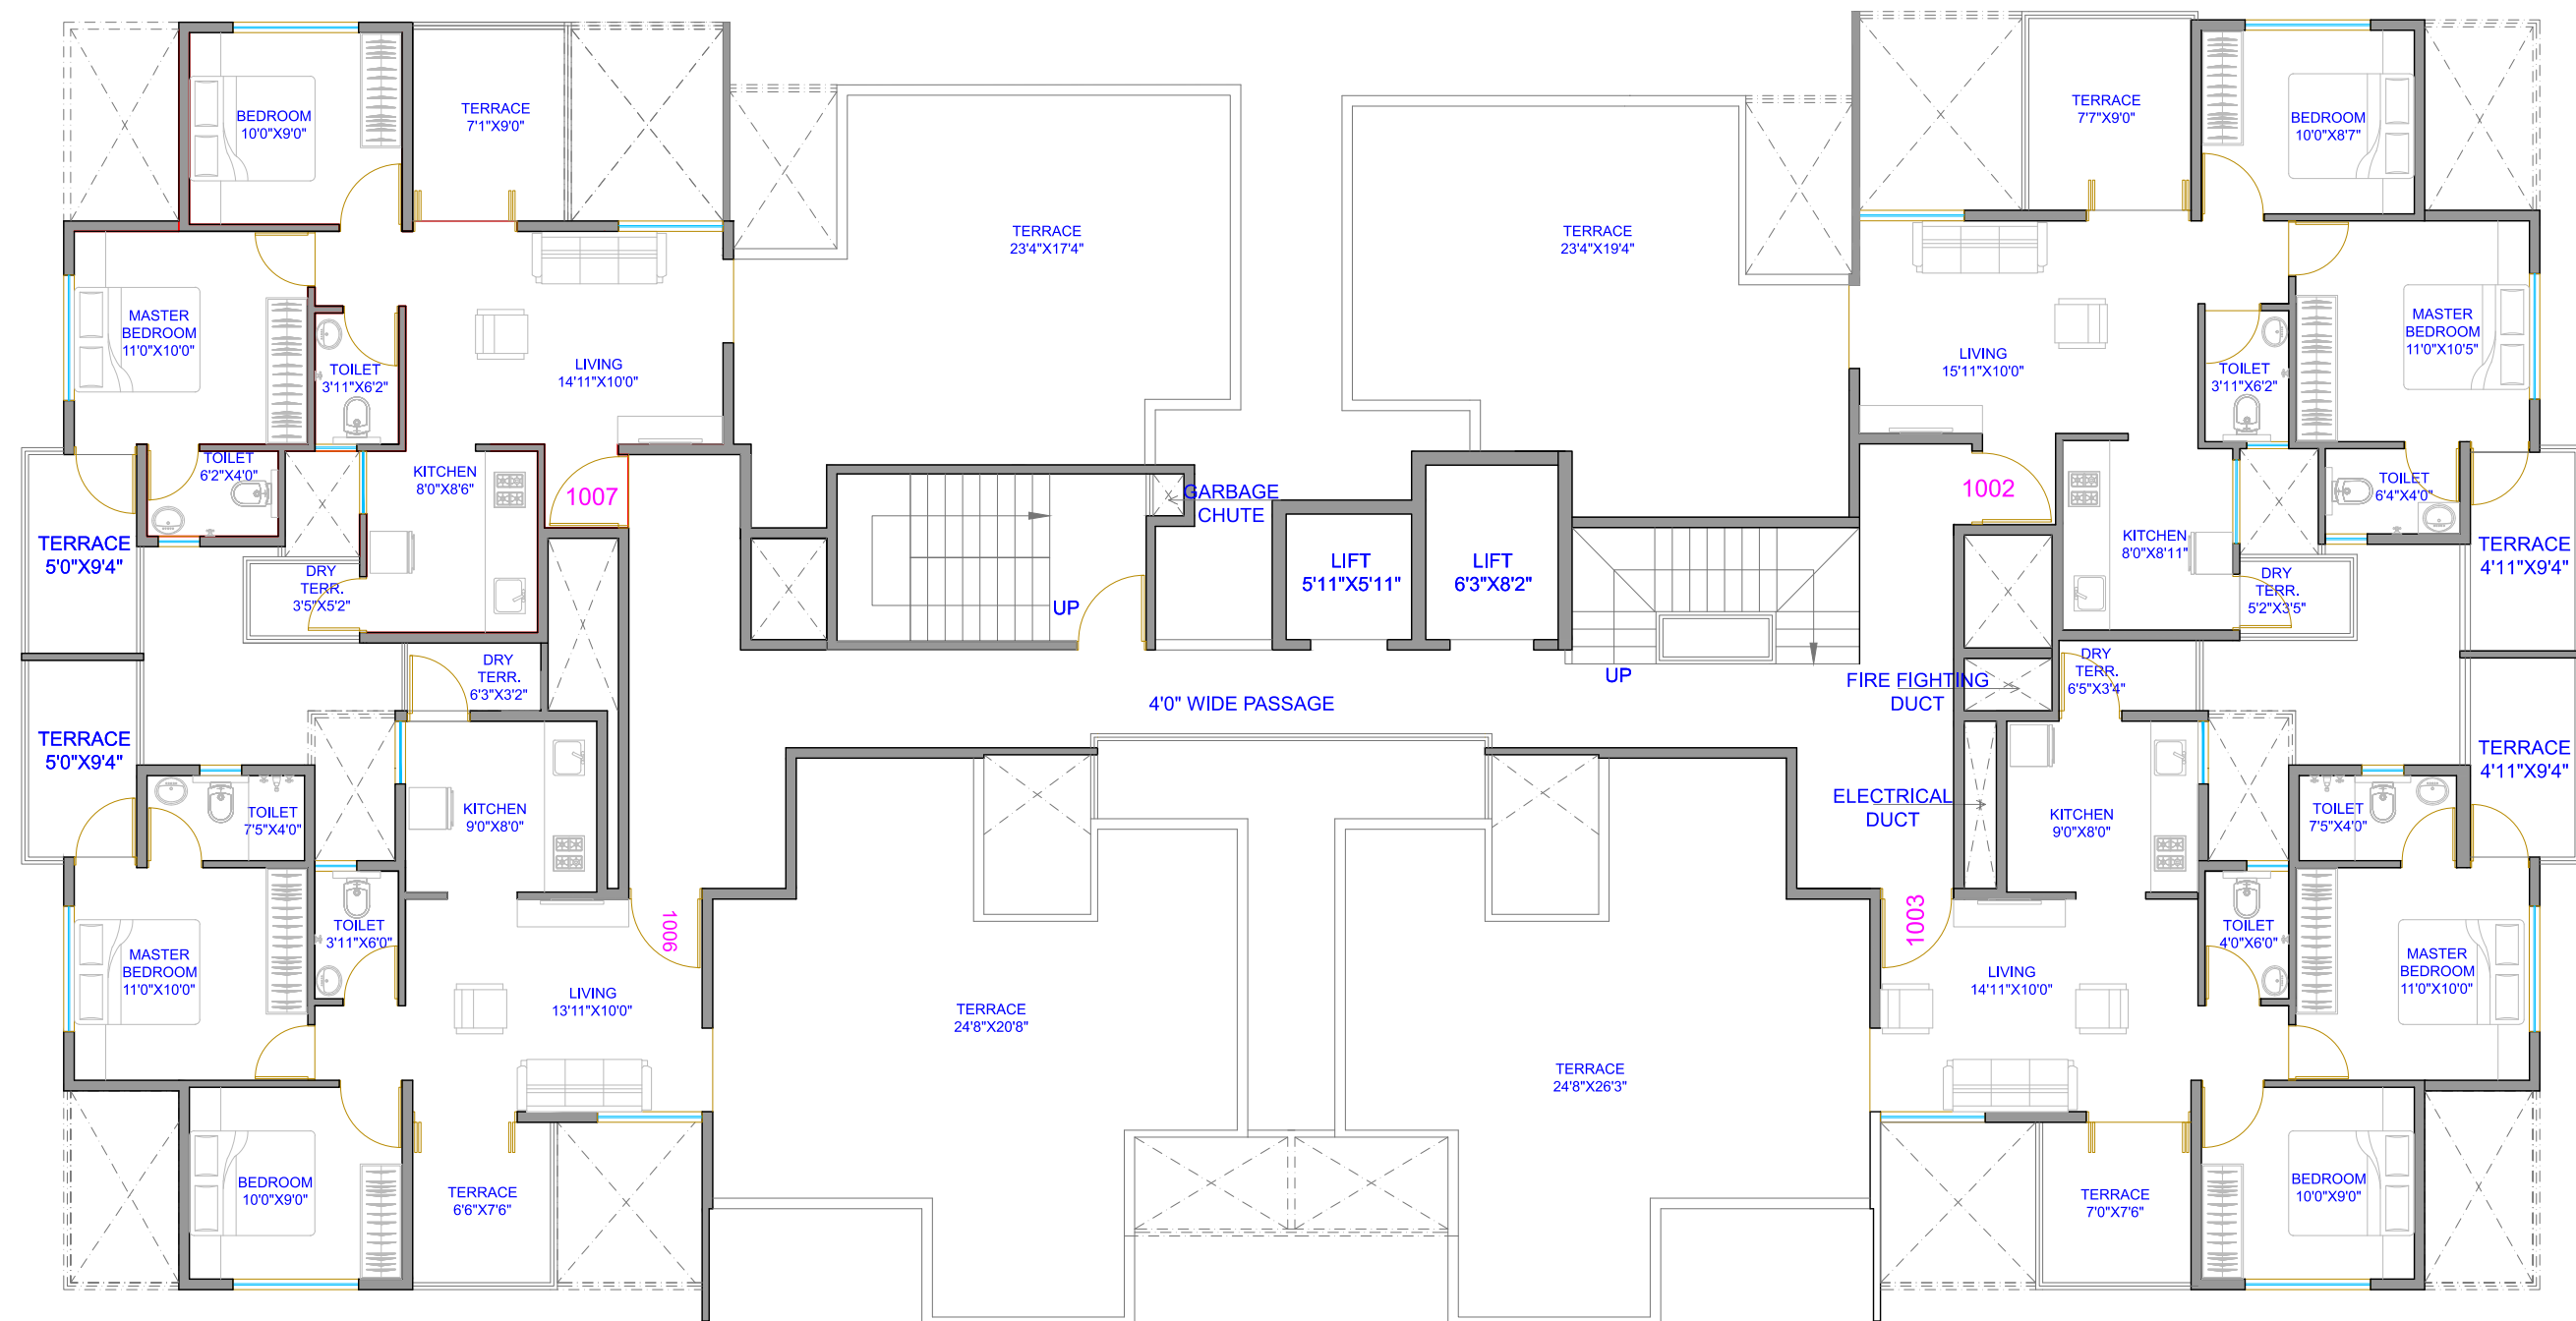 BEDROOM
10'0"X9'0"
TERRACE
7'1"X9'0"
TERRACE
23'4"X17'4"
MASTER
BEDROOM
11'0"X10'0"
TOILET
3'11"X6'2"
LIVING
14'11"X10'0"
TOILET
6'2"X4'0"
KITCHEN
8'0"X8'6"
1007
TERRACE
5'0"X9'4"
DRY
TERR.
3'5"X5'2"
GARBAGE
CHUTE
UP
LIFT
5'11"X5'11"
LIFT
6'3"X8'2"
UP
4'0" WIDE PASSAGE
TERRACE
7'7"X9'0"
BEDROOM
10'0"X8'7"
TERRACE
23'4"X19'4"
LIVING
15'11"X10'0"
TOILET
3'11"X6'2"
MASTER
BEDROOM
11'0"X10'5"
1002
KITCHEN
8'0"X8'11"
TOILET
6'4"X4'0"
DRY
TERR.
5'2"X3'5"
TERRACE
4'11"X9'4"
FIRE FIGHTING
DUCT
ELECTRICAL
DUCT
DRY
TERR.
6'3"X3'2"
TERRACE
5'0"X9'4"
TOILET
7'5"X4'0"
KITCHEN
9'0"X8'0"
TOILET
3'11"X6'0"
MASTER
BEDROOM
11'0"X10'0"
1006
LIVING
13'11"X10'0"
BEDROOM
10'0"X9'0"
TERRACE
6'6"X7'6"
TERRACE
24'8"X20'8"
TERRACE
24'8"X26'3"
DRY
TERR.
6'5"X3'4"
TERRACE
4'11"X9'4"
KITCHEN
9'0"X8'0"
TOILET
7'5"X4'0"
1003
TOILET
4'0"X6'0"
LIVING
14'11"X10'0"
MASTER
BEDROOM
11'0"X10'0"
TERRACE
7'0"X7'6"
BEDROOM
10'0"X9'0"